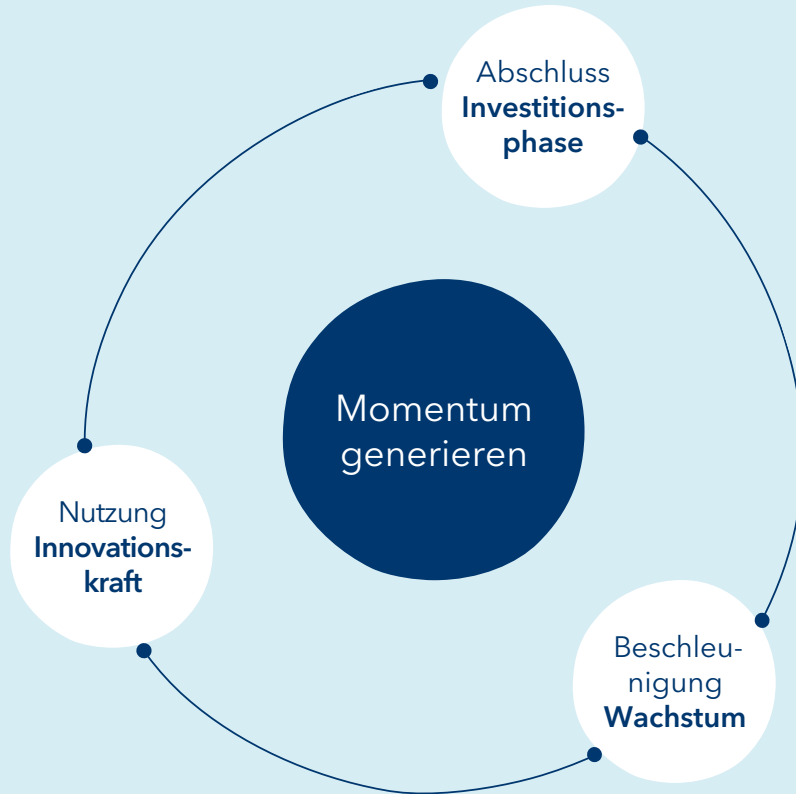 Abschluss
Investitions-
phase
Momentum
generieren
Nutzung
Innovations-
kraft
Beschleu-
nigung
Wachstum